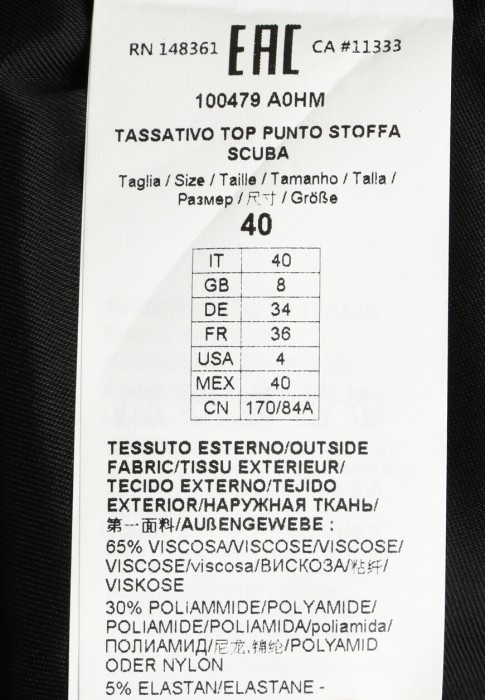 RN 148361 EAC CA #11333
100479 A0HM
TASSATIVO TOP PUNTO STOFFA
SCUBA
Taglia / Size / Taille / Tamanho / Talla /
Размер / 尺寸 / Größe
40
IT 40
GB 8
DE 34
FR 36
USA 4
MEX 40
CN 170/84A
TESSUTO ESTERNO/OUTSIDE
FABRIC/TISSU EXTERIEUR/
TECIDO EXTERNO/TEJIDO
EXTERIOR/НАРУЖНАЯ ТКАНЬ/
第一面料/AUßENGEWEBE :
65% VISCOSA/VISCOSE/VISCOSE/
VISCOSE/viscosa/ВИСКОЗА/粘纤/
VISKOSE
30% POLIAMMIDE/POLYAMIDE/
POLIAMIDE/POLIAMIDA/poliamida/
ПОЛИАМИД/尼龙,锦纶/POLYAMID
ODER NYLON
5% ELASTAN/ELASTANE -